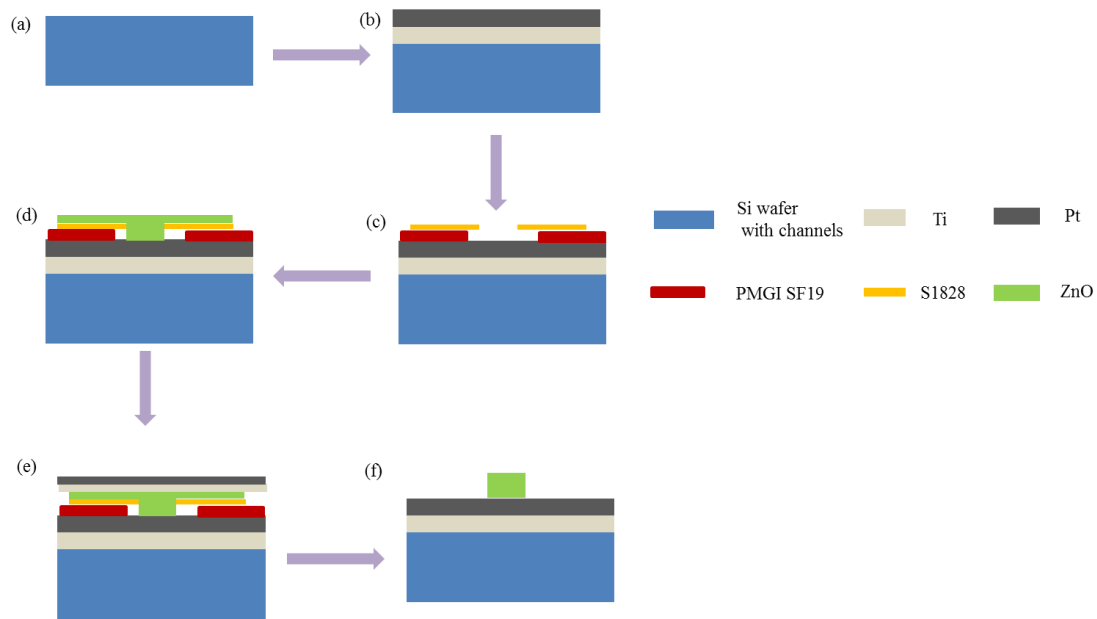 (a)
(b)
(d)
(c)
Si wafer
with channels
Ti
Pt
PMGI SF19
S1828
ZnO
(e)
(f)